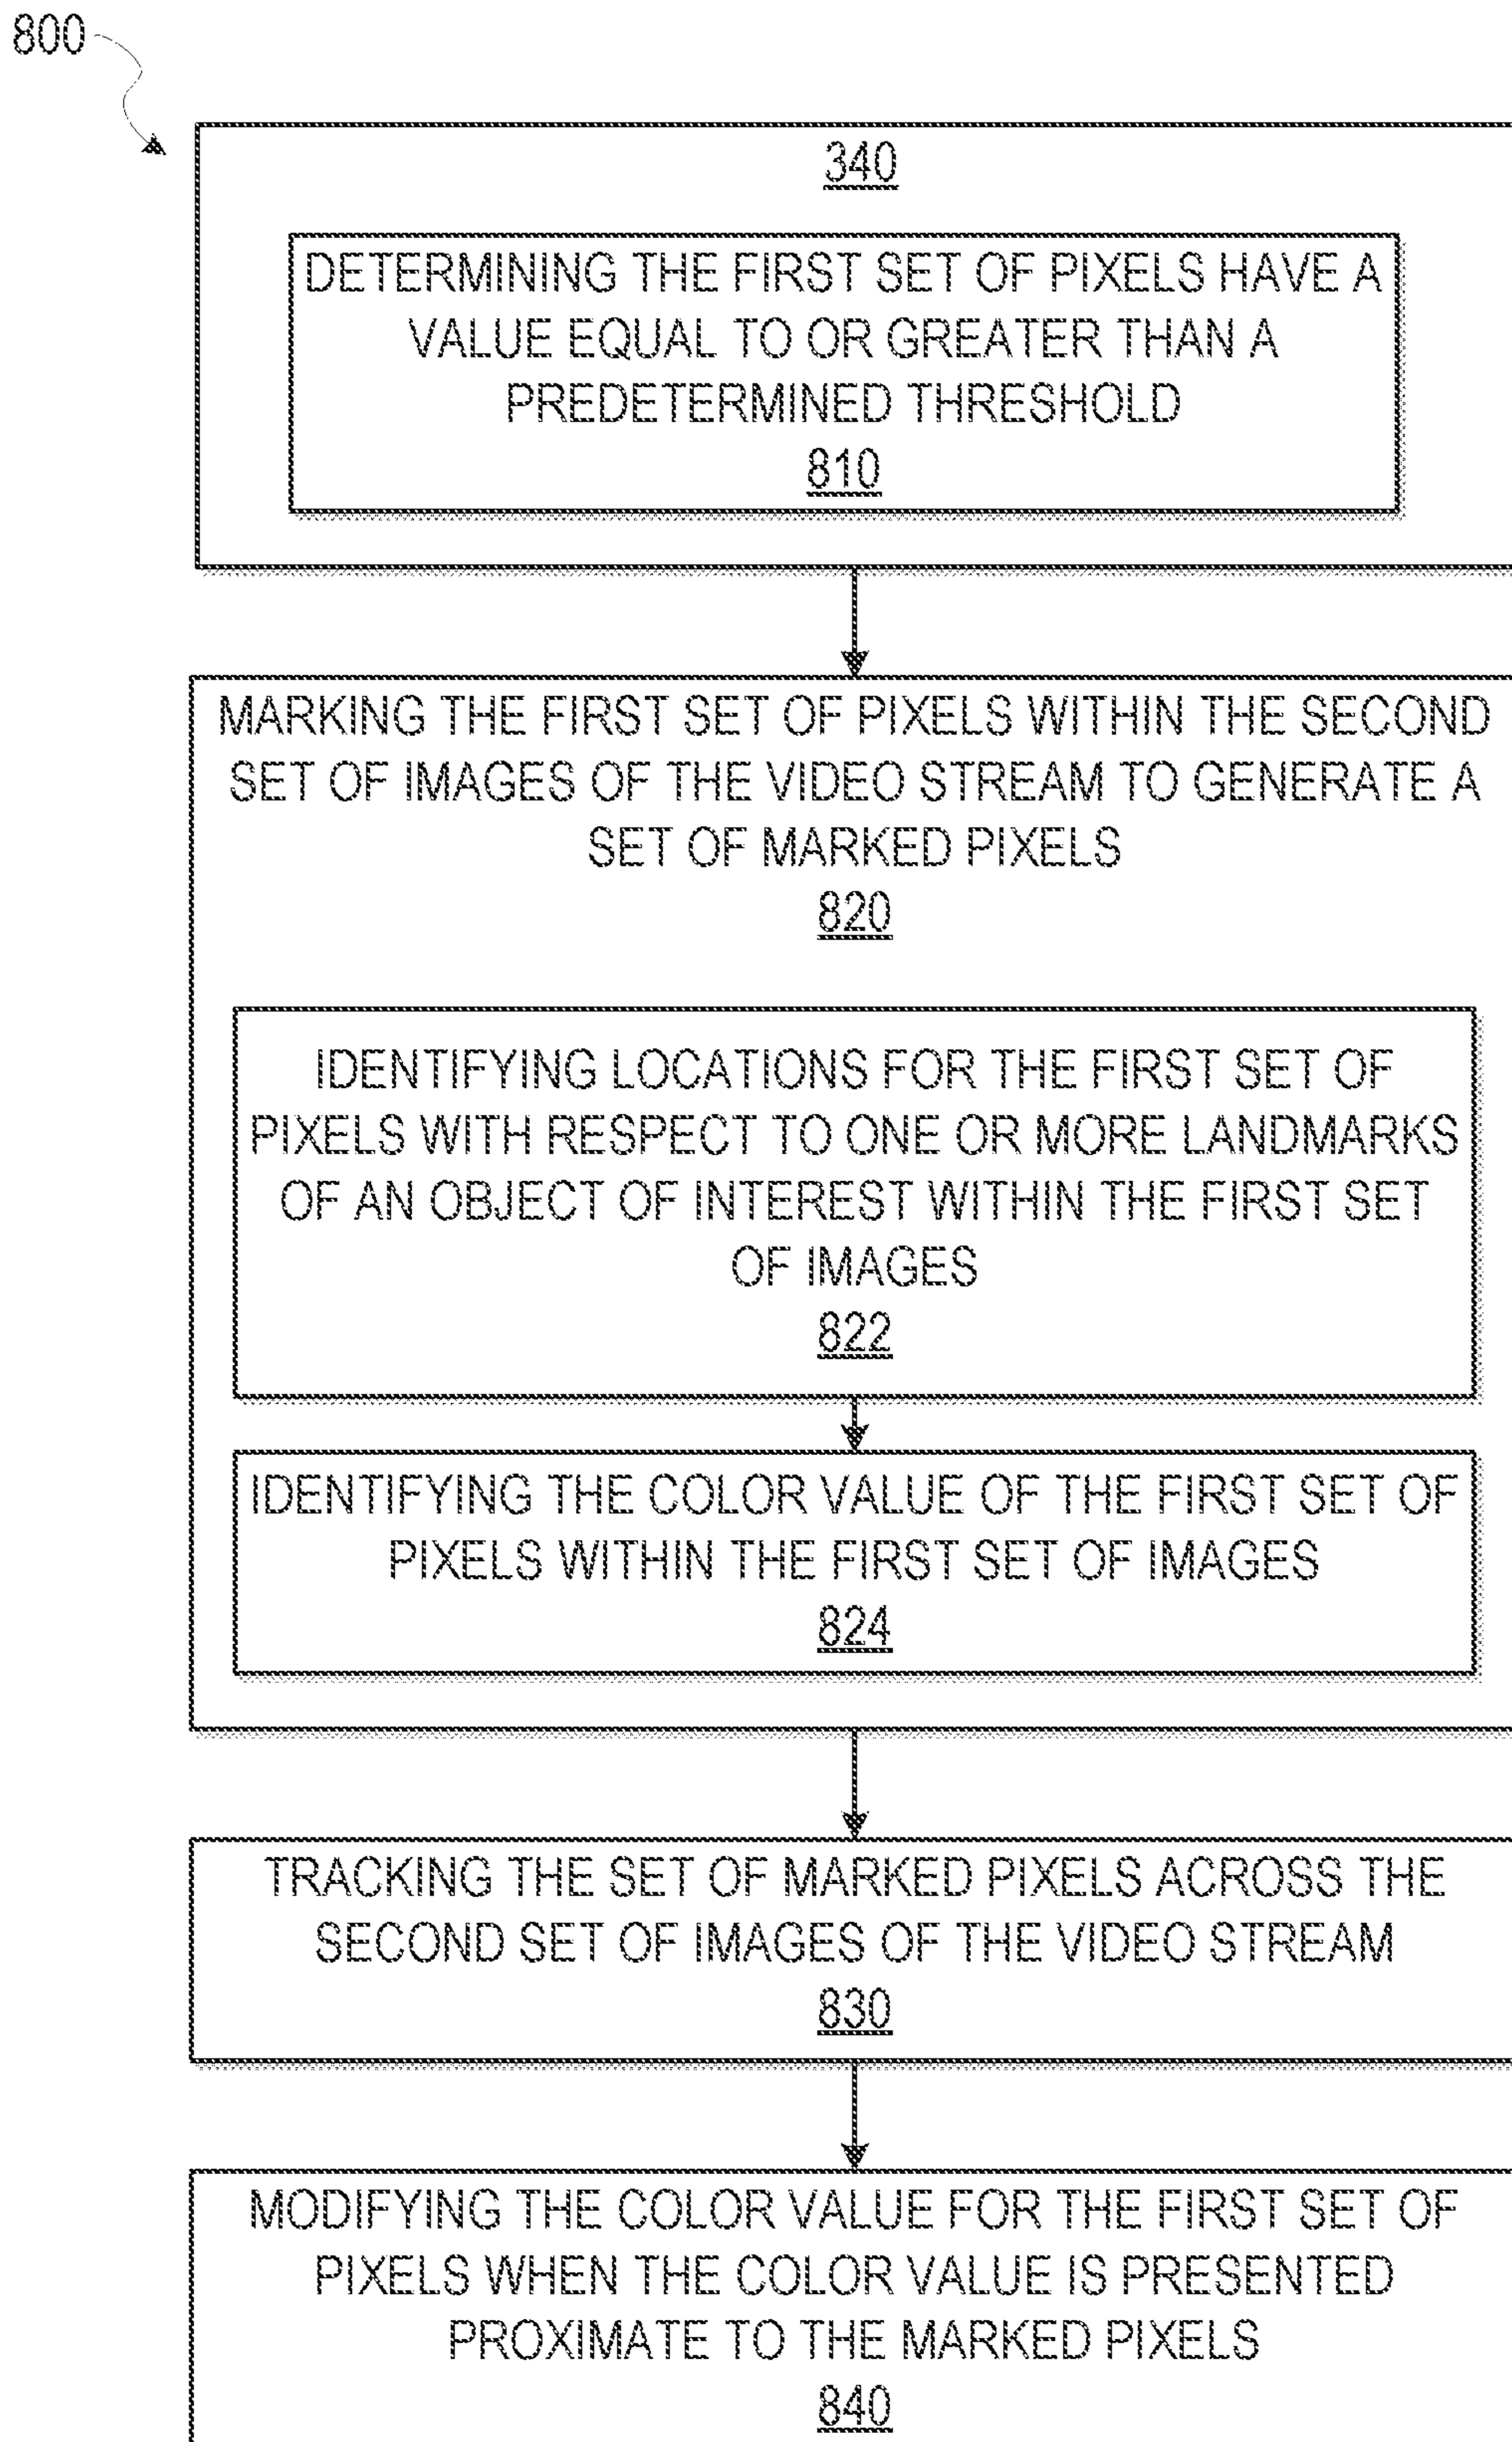 800
340
DETERMINING THE FIRST SET OF PIXELS HAVE A
VALUE EQUAL TO OR GREATER THAN A
PREDETERMINED THRESHOLD
810
MARKING THE FIRST SET OF PIXELS WITHIN THE SECOND
SET OF IMAGES OF THE VIDEO STREAM TO GENERATE A
SET OF MARKED PIXELS
820
IDENTIFYING LOCATIONS FOR THE FIRST SET OF
PIXELS WITH RESPECT TO ONE OR MORE LANDMARKS
OF AN OBJECT OF INTEREST WITHIN THE FIRST SET
OF IMAGES
822
IDENTIFYING THE COLOR VALUE OF THE FIRST SET OF
PIXELS WITHIN THE FIRST SET OF IMAGES
824
TRACKING THE SET OF MARKED PIXELS ACROSS THE
SECOND SET OF IMAGES OF THE VIDEO STREAM
830
MODIFYING THE COLOR VALUE FOR THE FIRST SET OF
PIXELS WHEN THE COLOR VALUE IS PRESENTED
PROXIMATE TO THE MARKED PIXELS
840